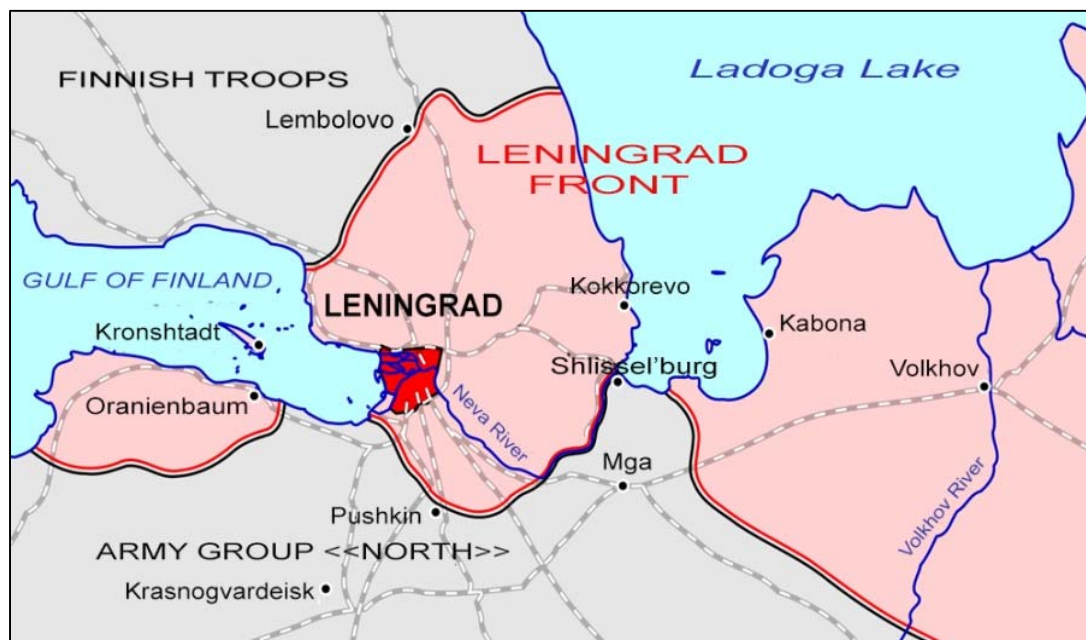 Ladoga Lake
FINNISH TROOPS
Lembolovo
LENINGRAD
FRONT
GULF OF FINLAND
Kokkorevo
LENINGRAD
Kronshtadt
Kabona
Shlissel'burg
Volkhov
Oranienbaum
Neva River
Mga
Pushkin
Volkhov River
ARMY GROUP <<NORTH>>
Krasnogvardeisk